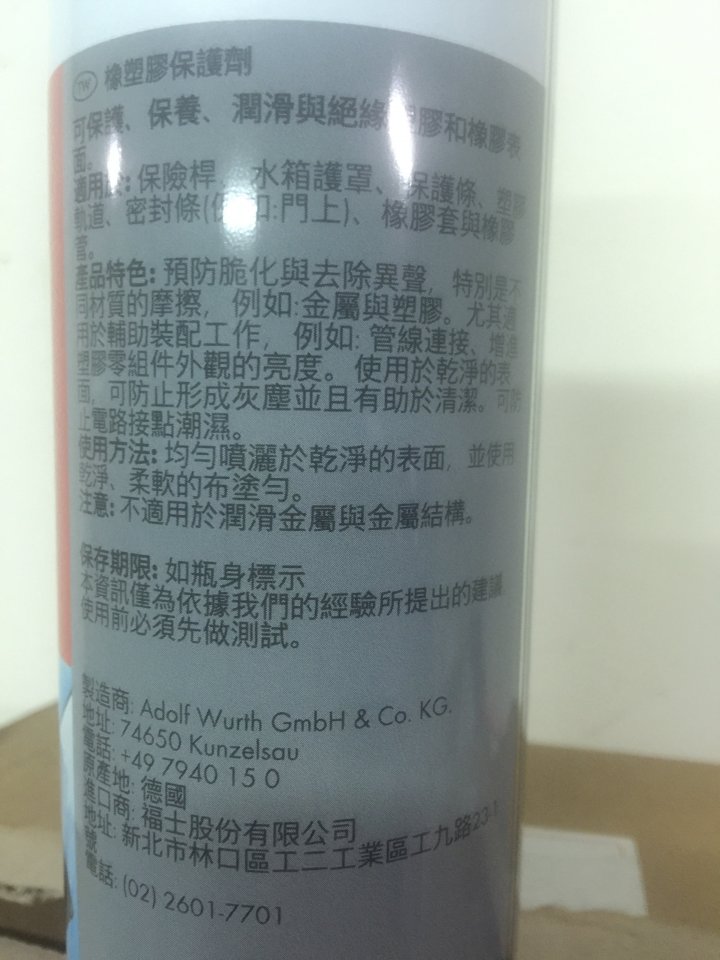 TW 橡塑膠保護劑
可保護、保養、潤滑與絕緣塑膠和橡膠表
面。
適用於: 保險桿、水箱護罩、保護條、塑膠
軌道、密封條(例如:門上)、橡膠套與橡膠
管。
產品特色: 預防脆化與去除異聲，特別是不
同材質的摩擦，例如:金屬與塑膠。尤其適
用於輔助裝配工作，例如: 管線連接、增進
塑膠零組件外觀的亮度。使用於乾淨的表
面，可防止形成灰塵並且有助於清潔。可防
止電路接點潮濕。
使用方法: 均勻噴灑於乾淨的表面，並使用
乾淨、柔軟的布塗勻。
注意: 不適用於潤滑金屬與金屬結構。
保存期限: 如瓶身標示
本資訊僅為依據我們的經驗所提出的建議，
使用前必須先做測試。
製造商: Adolf Wurth GmbH & Co. KG.
地址: 74650 Kunzelsau
電話: +49 7940 15 0
原產地: 德國
進口商: 福士股份有限公司
地址: 新北市林口區工二工業區工九路23-1
號
電話: (02) 2601-7701